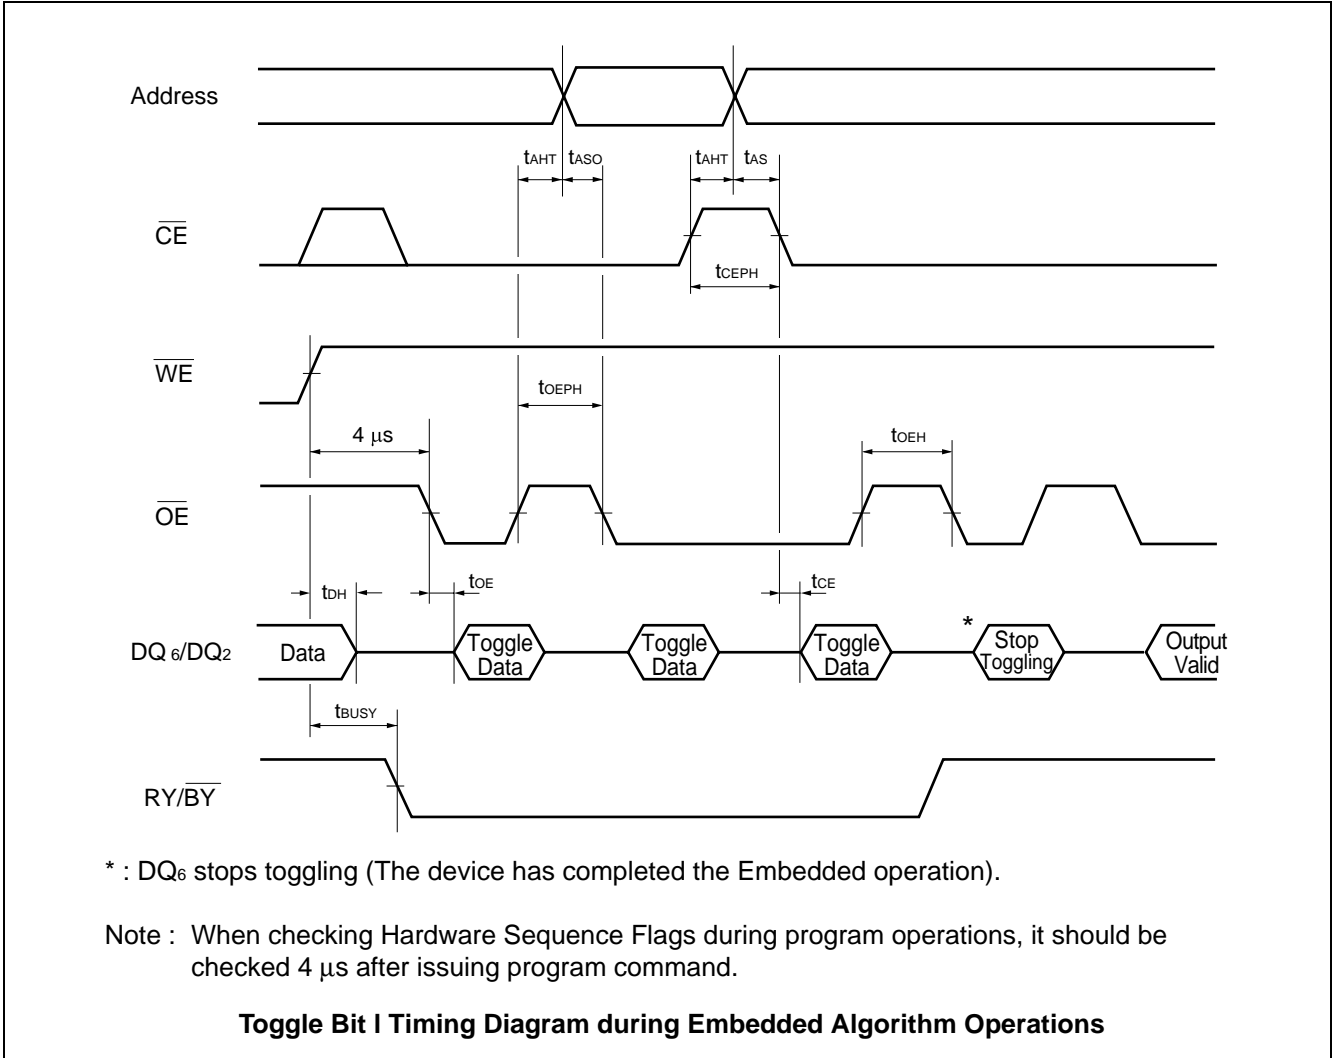 Address
tAHT tASO tAHT tAS
CE
tCEPH
WE
tOEPH
4 μs
tOEH
OE
tDH
tOE
tCE
DQ6/DQ2
Data
Toggle
Data
Toggle
Data
Toggle
Data
*
Stop
Toggling
Output
Valid
tBUSY
RY/BY
* : DQ6 stops toggling (The device has completed the Embedded operation).
Note : When checking Hardware Sequence Flags during program operations, it should be
checked 4 μs after issuing program command.
Toggle Bit l Timing Diagram during Embedded Algorithm Operations